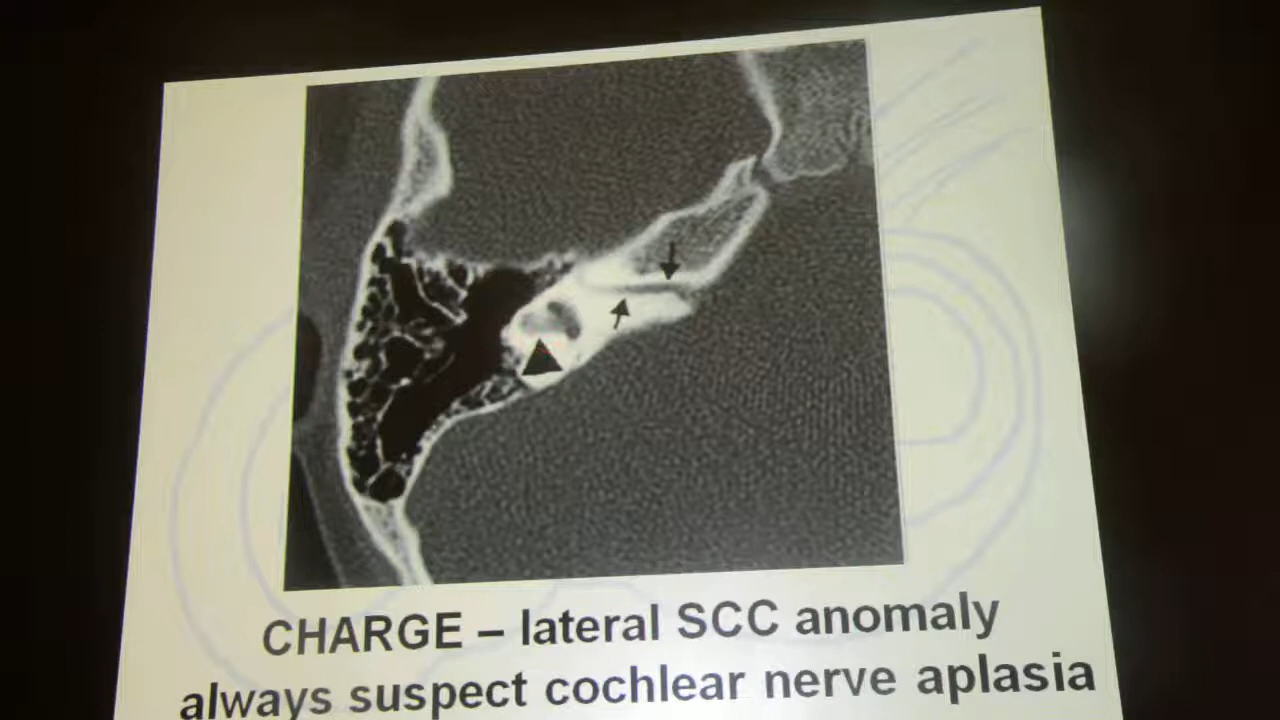 CHARGE – lateral SCC anomaly
always suspect cochlear nerve aplasia